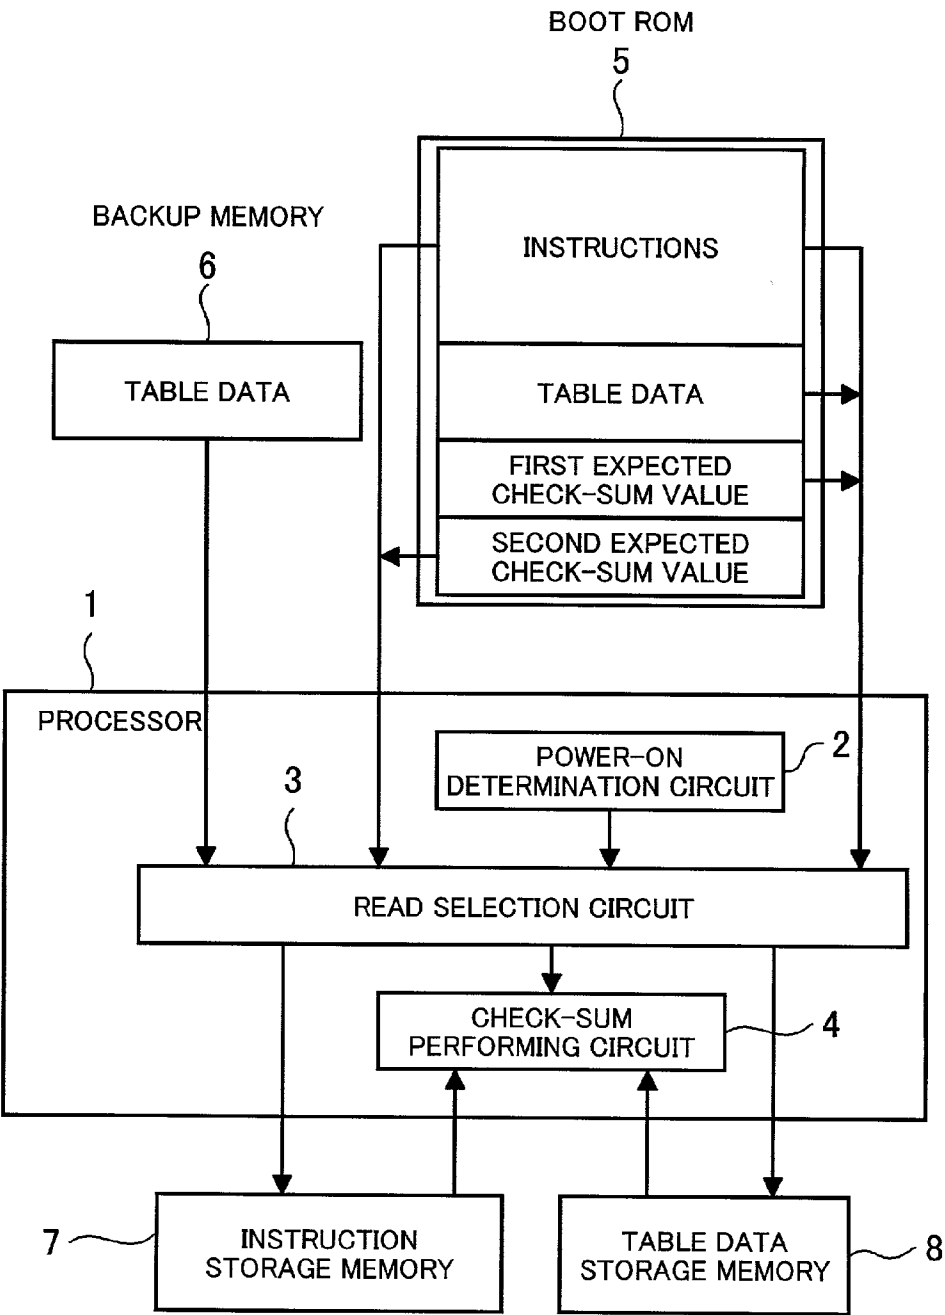 BOOT ROM
5
INSTRUCTIONS
BACKUP MEMORY
6
TABLE DATA
TABLE DATA
FIRST EXPECTED
CHECK-SUM VALUE
SECOND EXPECTED
CHECK-SUM VALUE
1
PROCESSOR
POWER-ON
DETERMINATION CIRCUIT
2
3
READ SELECTION CIRCUIT
CHECK-SUM
PERFORMING CIRCUIT
4
7
INSTRUCTION
STORAGE MEMORY
TABLE DATA
STORAGE MEMORY
8